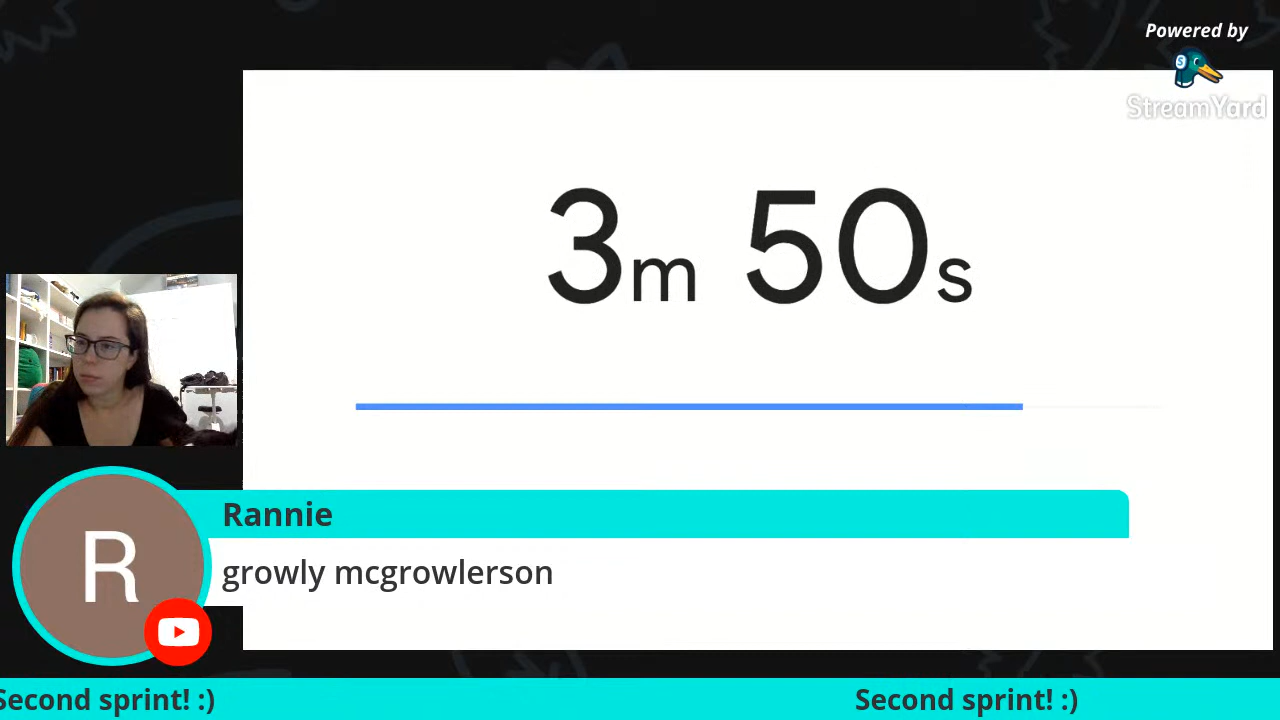 Powered by
S
StreamYard
3m 50s
Rannie
R
growly mcgrowlerson
Second sprint! :)
Second sprint! :)